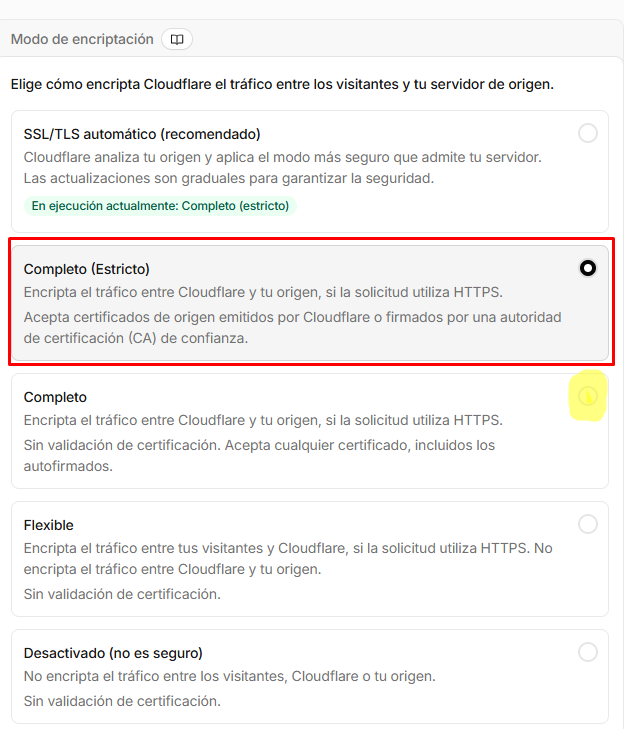 Modo de encriptación
Elige cómo encripta Cloudflare el tráfico entre los visitantes y tu servidor de origen.
SSL/TLS automático (recomendado)
Cloudflare analiza tu origen y aplica el modo más seguro que admite tu servidor.
Las actualizaciones son graduales para garantizar la seguridad.
En ejecución actualmente: Completo (estricto)
Completo (Estricto)
Encripta el tráfico entre Cloudflare y tu origen, si la solicitud utiliza HTTPS.
Acepta certificados de origen emitidos por Cloudflare o firmados por una autoridad
de certificación (CA) de confianza.
Completo
Encripta el tráfico entre Cloudflare y tu origen, si la solicitud utiliza HTTPS.
Sin validación de certificación. Acepta cualquier certificado, incluidos los
autofirmados.
Flexible
Encripta el tráfico entre tus visitantes y Cloudflare, si la solicitud utiliza HTTPS. No
encripta el tráfico entre Cloudflare y tu origen.
Sin validación de certificación.
Desactivado (no es seguro)
No encripta el tráfico entre los visitantes, Cloudflare o tu origen.
Sin validación de certificación.